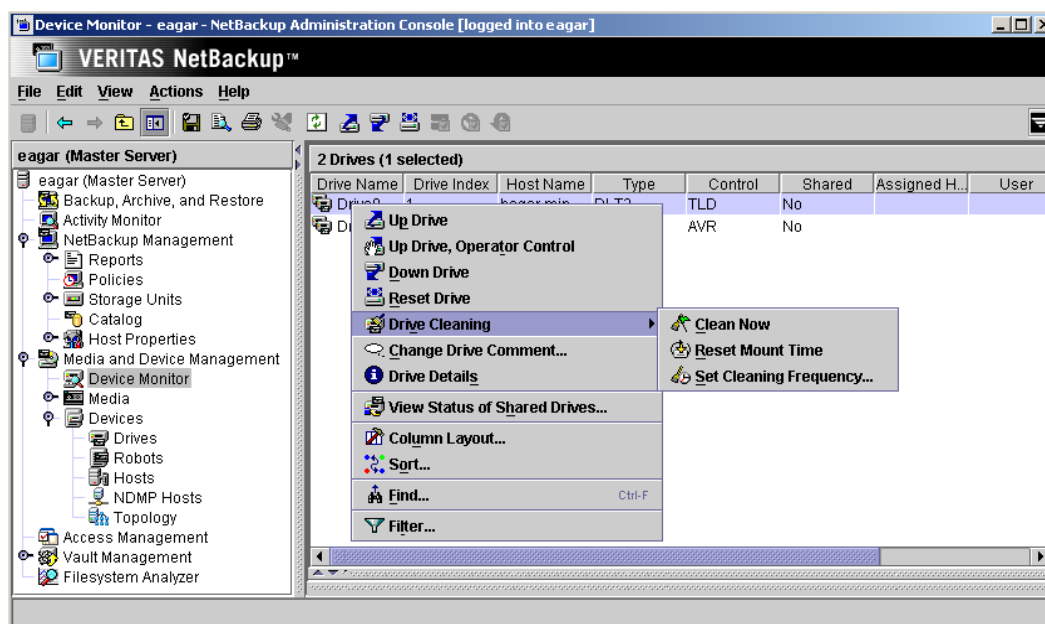 Device Monitor - eagar - NetBackup Administration Console [logged into eagar]
VERITAS NetBackup™
File Edit View Actions Help
eagar (Master Server)
2 Drives (1 selected)
eagar (Master Server)
Backup, Archive, and Restore
Activity Monitor
NetBackup Management
Reports
Policies
Storage Units
Catalog
Host Properties
Media and Device Management
Device Monitor
Media
Devices
Drives
Robots
Hosts
NDMP Hosts
Topology
Access Management
Vault Management
Filesystem Analyzer
Drive Name Drive Index Host Name Type Control Shared Assigned H... User
TLD No
AVR No
Up Drive
Up Drive, Operator Control
Down Drive
Reset Drive
Drive Cleaning
Change Drive Comment...
Drive Details
View Status of Shared Drives...
Column Layout...
Sort...
Find... Ctrl-F
Filter...
Clean Now
Reset Mount Time
Set Cleaning Frequency...